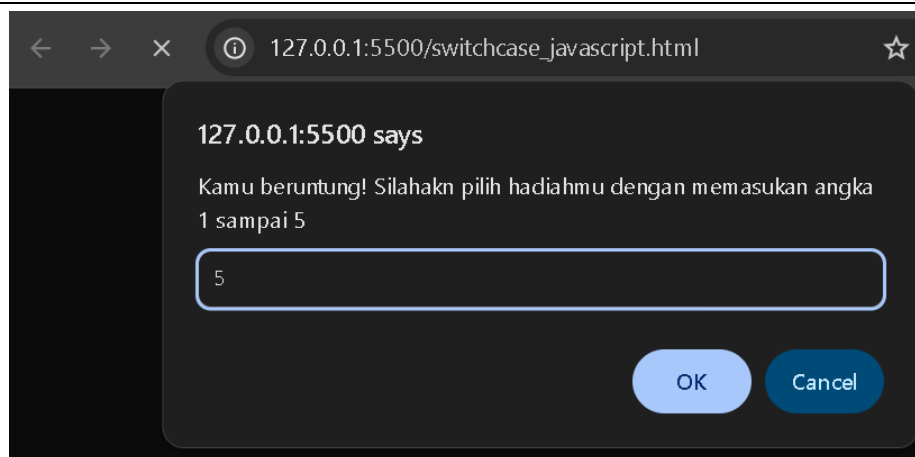 127.0.0.1:5500/switchcase_javascript.html
127.0.0.1:5500 says
Kamu beruntung! Silahakn pilih hadiahmu dengan memasukan angka
1 sampai 5
5
OK Cancel